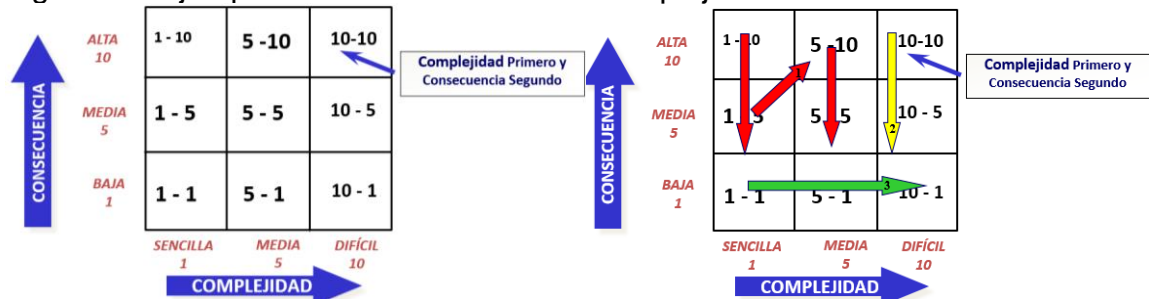 ALTA
10
1 - 10
5 -10
10-10
Complejidad Primero y
Consecuencia Segundo
CONSECUENCIA
MEDIA
5
1 - 5
5 - 5
10 - 5
BAJA
1
1 - 1
5 - 1
10 - 1
SENCILLA
1
MEDIA
5
DIFÍCIL
10
COMPLEJIDAD
ALTA
10
5 -10
10-10
Complejidad Primero y
Consecuencia Segundo
1
CONSECUENCIA
MEDIA
5
10 - 5
2
BAJA
1
1 - 1
5 - 1
3
10 - 1
SENCILLA
1
MEDIA
5
DIFÍCIL
10
COMPLEJIDAD